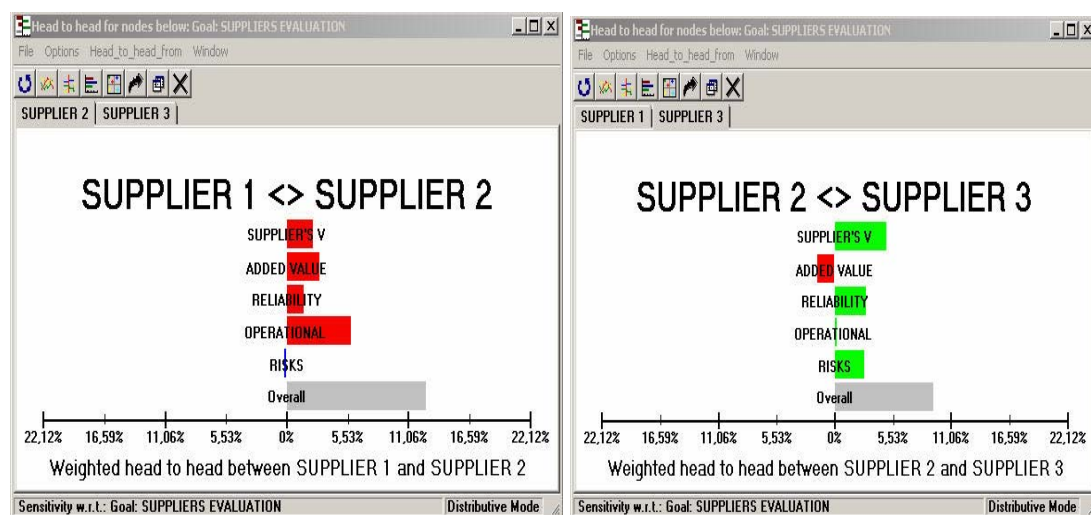 Head to head for nodes below: Goal: SUPPLIERS EVALUATION
File Options Head_to_head_from Window
SUPPLIER 2 | SUPPLIER 3
SUPPLIER 1 <> SUPPLIER 2
SUPPLIER'S V
ADDED VALUE
RELIABILITY
OPERATIONAL
RISKS
Overall
22,12% 16,59% 11,06% 5,53% 0% 5,53% 11,06% 16,59% 22,12%
Weighted head to head between SUPPLIER 1 and SUPPLIER 2
Sensitivity w.r.t.: Goal: SUPPLIERS EVALUATION Distributive Mode
Head to head for nodes below: Goal: SUPPLIERS EVALUATION
File Options Head_to_head_from Window
SUPPLIER 1 | SUPPLIER 3
SUPPLIER 2 <> SUPPLIER 3
SUPPLIER'S V
ADDED VALUE
RELIABILITY
OPERATIONAL
RISKS
Overall
22,12% 16,59% 11,06% 5,53% 0% 5,53% 11,06% 16,59% 22,12%
Weighted head to head between SUPPLIER 2 and SUPPLIER 3
Sensitivity w.r.t.: Goal: SUPPLIERS EVALUATION Distributive Mode